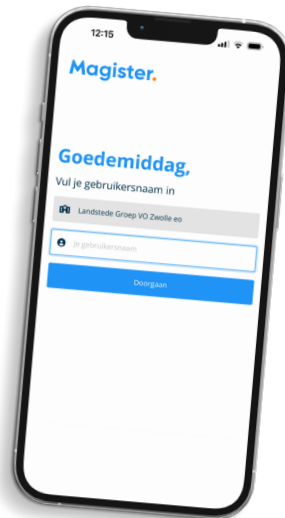 12:15
Magister.
Goedemiddag,
Vul je gebruikersnaam in
Landstede Groep VO Zwolle eo
Je gebruikersnaam
Doorgaan